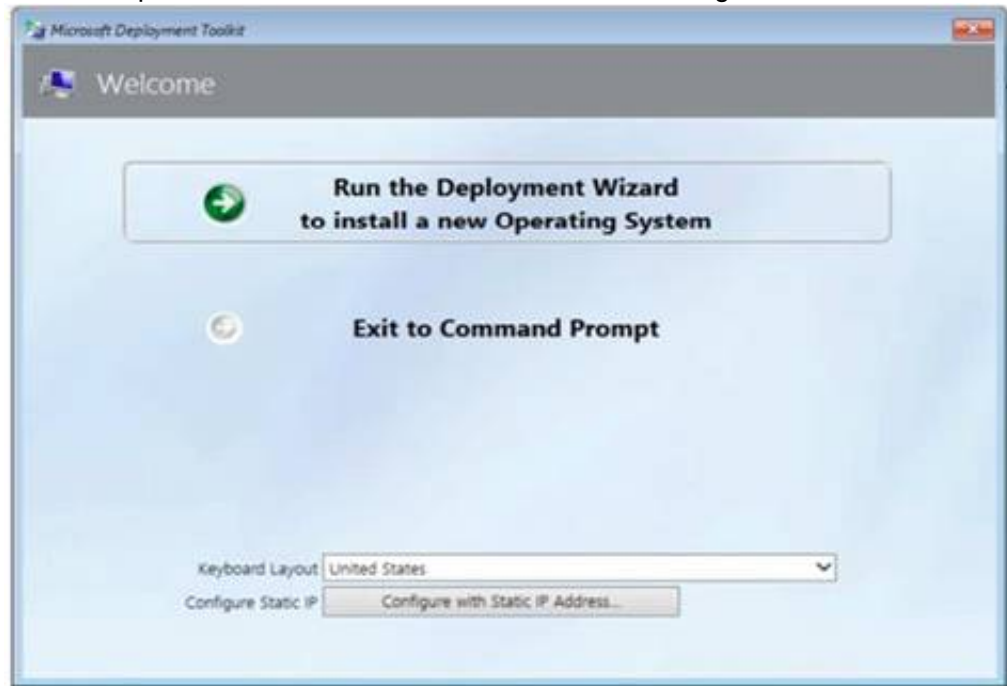 Microsoft Deployment Toolkit
Welcome
Run the Deployment Wizard
to install a new Operating System
Exit to Command Prompt
Keyboard Layout United States
Configure Static IP Configure with Static IP Address...